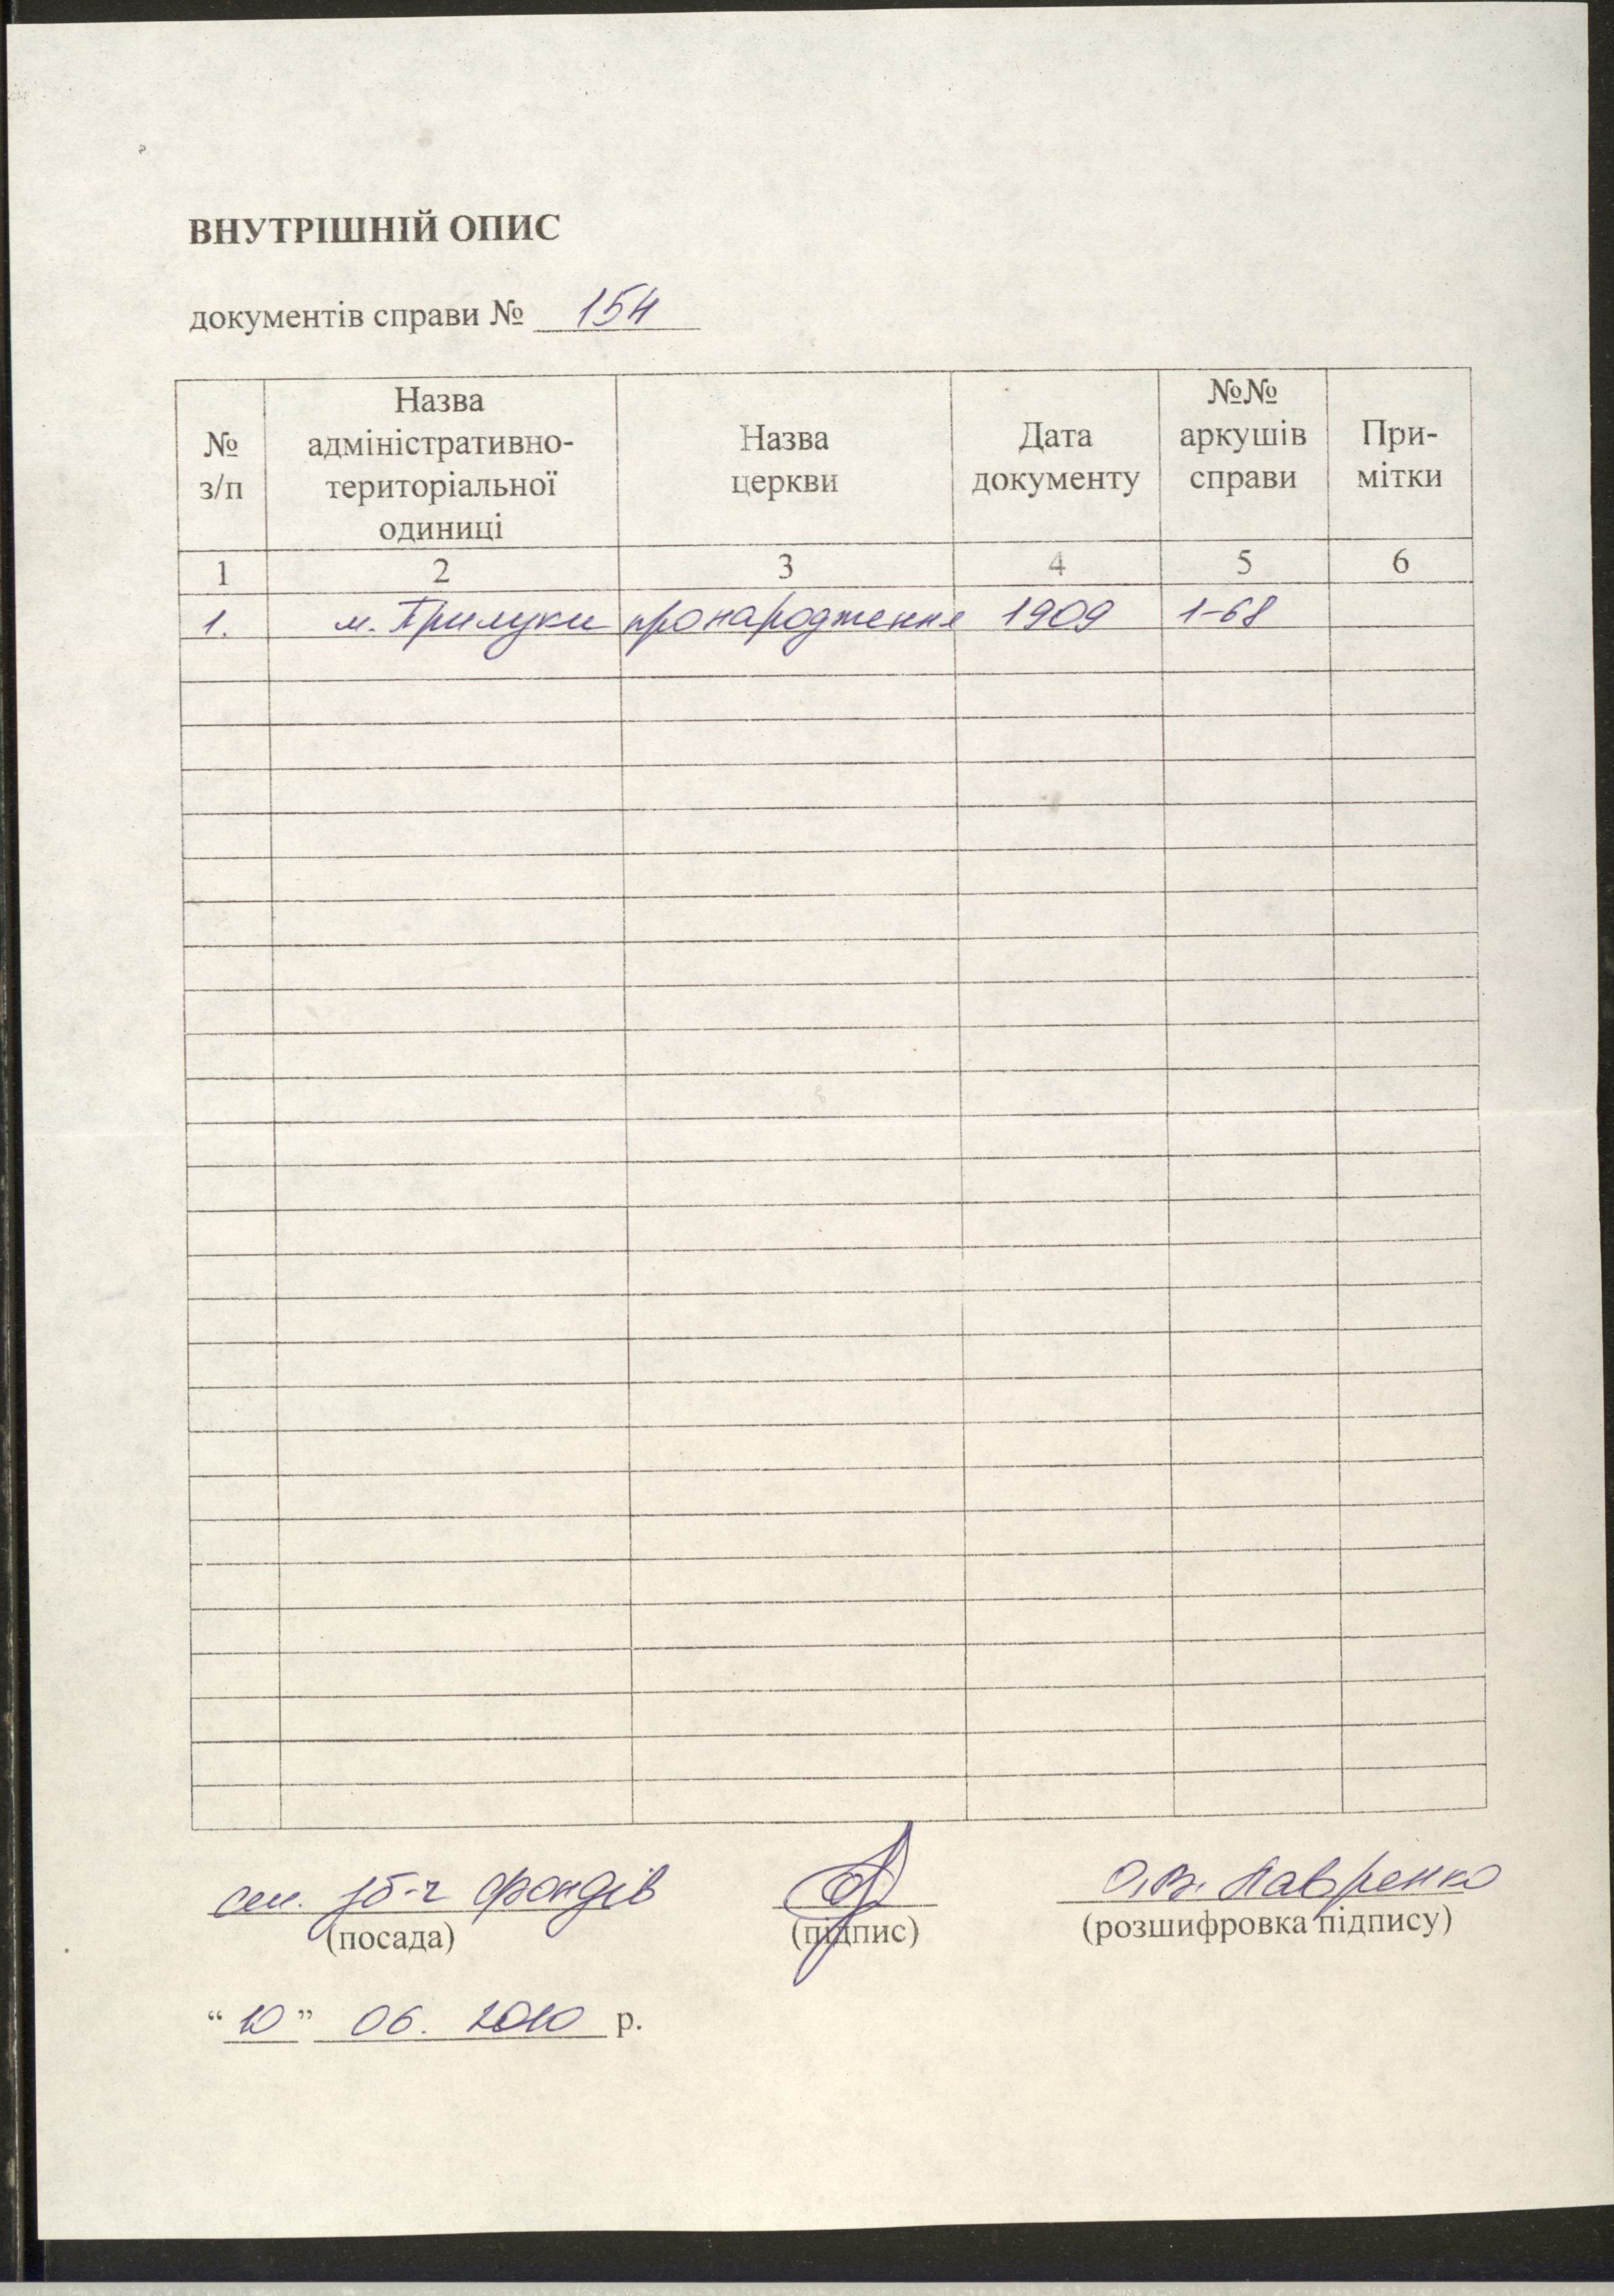 ВНУТРІШНІЙ ОПИС
документів справи № 154
№ з/п | Назва адміністративно-територіальної одиниці | Назва церкви | Дата документу | №№ аркушів справи | При-мітки
1 2 3 4 5 6
1. м. Прилуки про народження 1909 1-68
зб-ч фондів О.В. Лавренко
(посада) (підпис) (розшифровка підпису)
“10” 06. 2010 р.